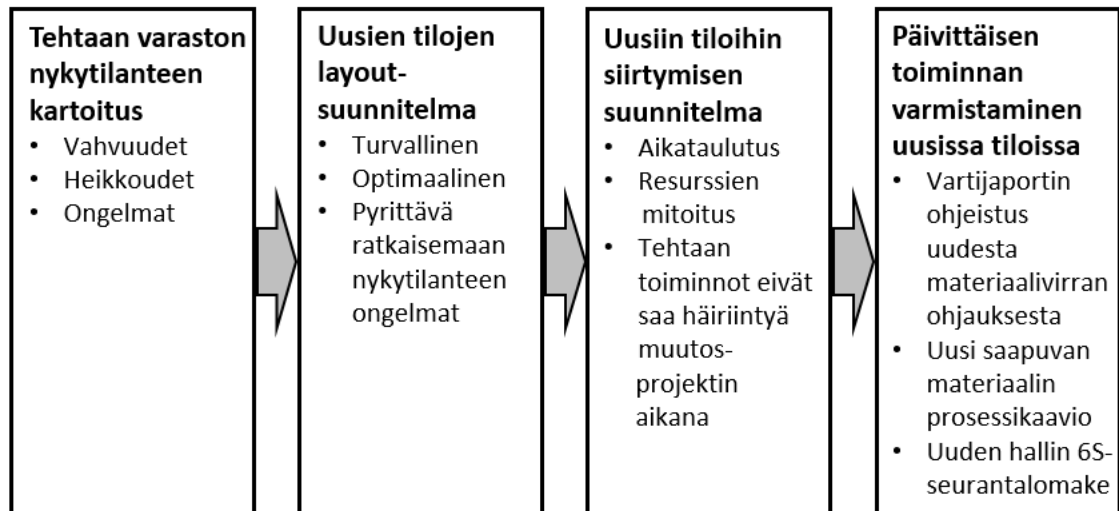 Tehtaan varaston
nykytilanteen
kartoitus
• Vahvuudet
• Heikkoudet
• Ongelmat
Uusien tilojen
layout-
suunnitelma
• Turvallinen
• Optimaalinen
• Pyrittävä
ratkaisemaan
nykytilanteen
ongelmat
Uusiin tiloihin
siirtymisen
suunnitelma
• Aikataulutus
• Resurssien
mitoitus
• Tehtaan
toiminnot eivät
saa häiriintyä
muutos-
projektin
aikana
Päivittäisen
toiminnan
varmistaminen
uusissa tiloissa
• Vartijaportin
ohjeistus
uudesta
materiaalivirran
ohjauksesta
• Uusi saapuvan
materiaalin
prosessikaavio
• Uuden hallin 6S-
seurantalomake